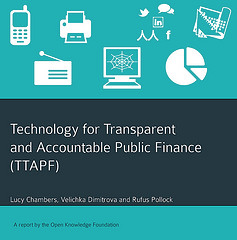 Technology for Transparent
and Accountable Public Finance
(TTAPF)
Lucy Chambers, Velichka Dimitrova and Rufus Pollock
A report by the Open Knowledge Foundation